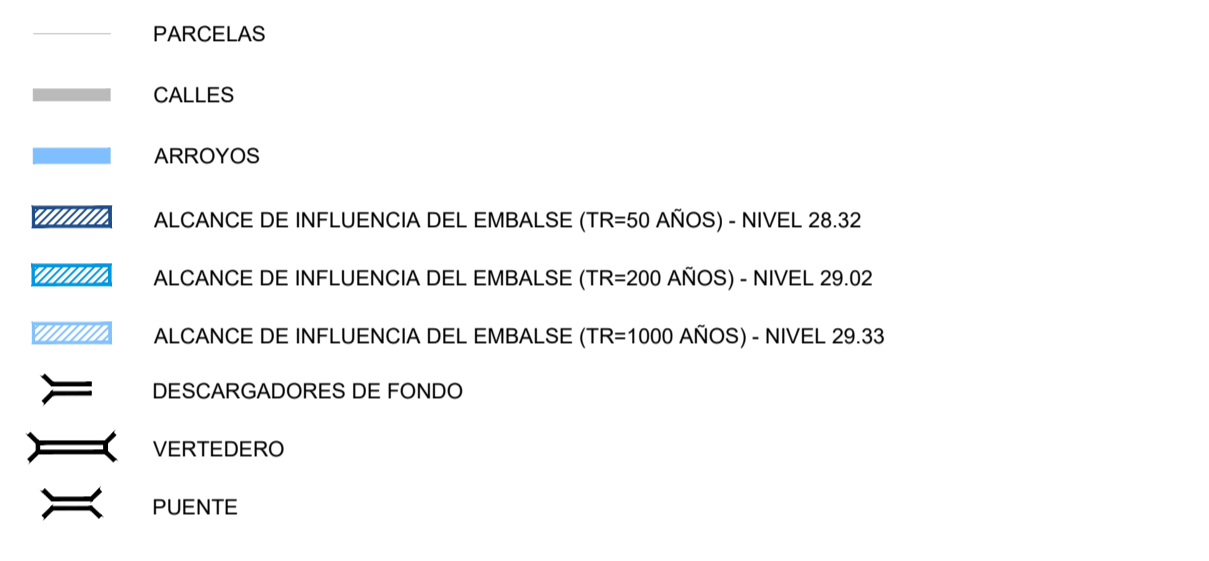 PARCELAS
CALLES
ARROYOS
ALCANCE DE INFLUENCIA DEL EMBALSE (TR=50 AÑOS) - NIVEL 28.32
ALCANCE DE INFLUENCIA DEL EMBALSE (TR=200 AÑOS) - NIVEL 29.02
ALCANCE DE INFLUENCIA DEL EMBALSE (TR=1000 AÑOS) - NIVEL 29.33
DESCARGADORES DE FONDO
VERTEDERO
PUENTE